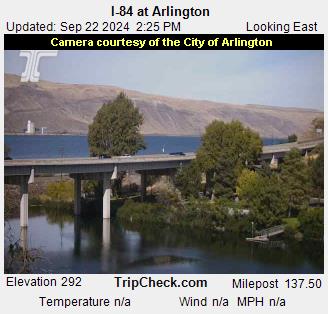 I-84 at Arlington
Updated: Sep 22 2024 2:25 PM Looking East
Camera courtesy of the City of Arlington
Elevation 292 TripCheck.com Milepost 137.50
Temperature n/a Wind n/a MPH n/a